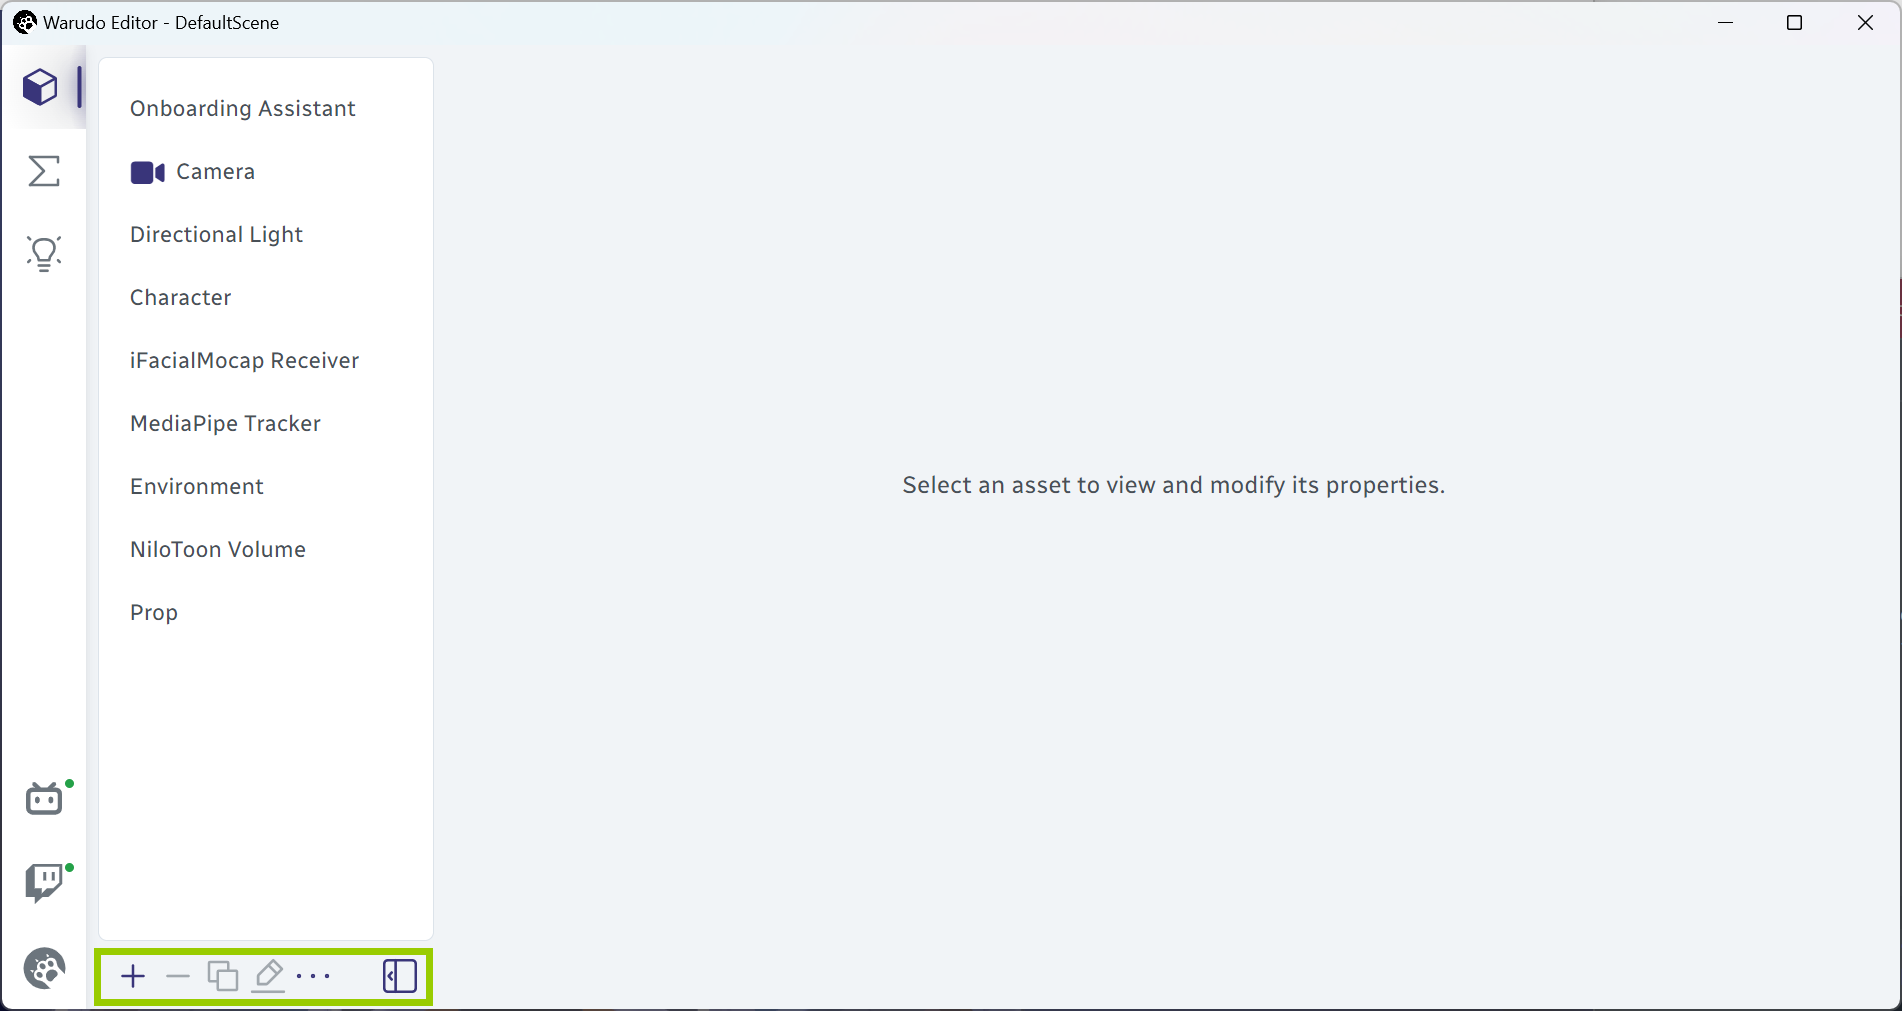 Warudo Editor - DefaultScene
Onboarding Assistant
Camera
Directional Light
Character
iFacialMocap Receiver
MediaPipe Tracker
Environment
NiloToon Volume
Prop
Select an asset to view and modify its properties.